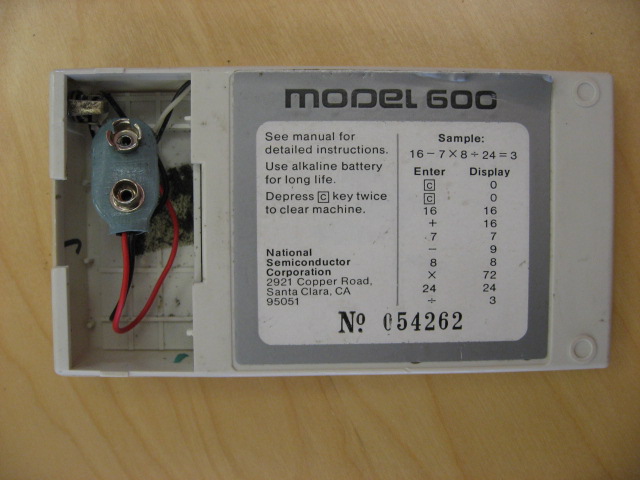 MODEL 600
See manual for
detailed instructions.
Use alkaline battery
for long life.
Depress C key twice
to clear machine.
National
Semiconductor
Corporation
2921 Copper Road,
Santa Clara, CA
95051
Sample:
16 − 7 × 8 ÷ 24 = 3
Enter Display
C 0
C 0
16 16
+ 16
7 7
− 9
8 8
× 72
24 24
÷ 3
Nº 054262